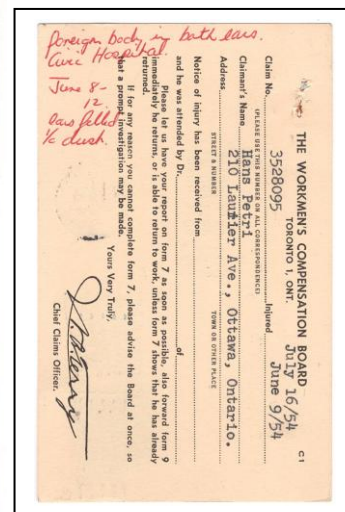 THE WORKMEN'S COMPENSATION BOARD C1
TORONTO 1, ONT.
July 16/54
Claim No. 3528095 Injured June 9/54
(PLEASE USE THIS NUMBER ON ALL CORRESPONDENCE)
Claimant's Name Hans Petri
Address 210 Laurier Ave., Ottawa, Ontario.
STREET & NUMBER TOWN OR OTHER PLACE
Notice of injury has been received from
and he was attended by Dr. of
Please let us have your report on form 7 as soon as possible, also forward form 9
immediately he returns, or is able to return to work, unless form 7 shows that he has already
returned.
If for any reason you cannot complete form 7, please advise the Board at once, so
that a prompt investigation may be made.
Yours Very Truly,
Chief Claims Officer.
Foreign body in both ears.
Civic Hospital.
June 8-
12
ears filled
dust.